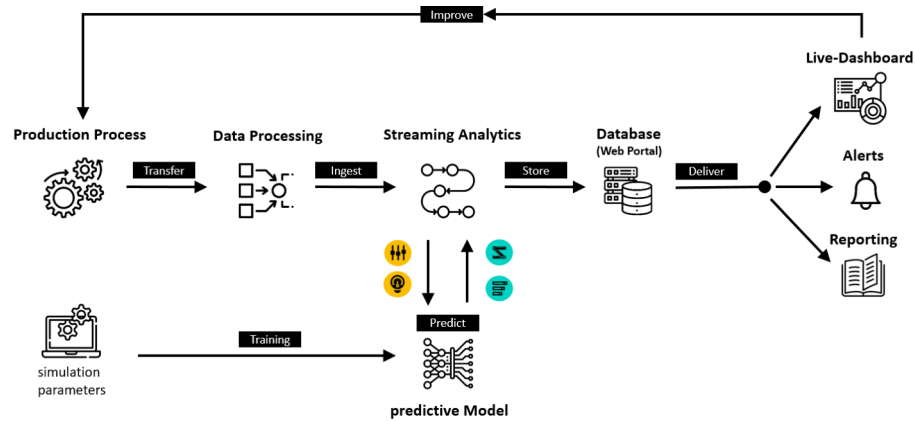 Improve
Live-Dashboard
Production Process
Data Processing
Streaming Analytics
Database
(Web Portal)
Transfer
Ingest
Store
Deliver
Alerts
Reporting
Predict
Training
simulation
parameters
predictive Model